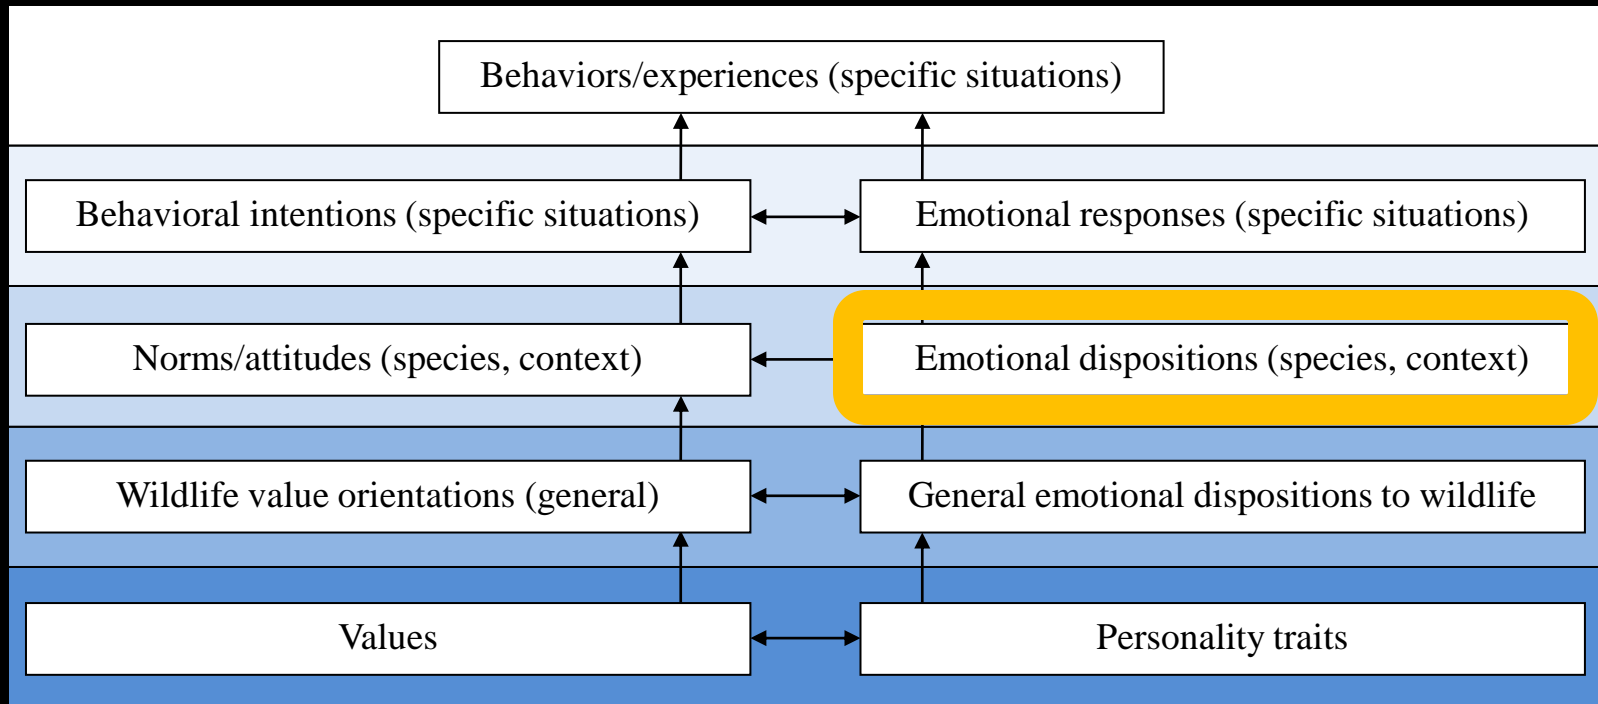 Behaviors/experiences (specific situations)
Behavioral intentions (specific situations)
Emotional responses (specific situations)
Norms/attitudes (species, context)
Emotional dispositions (species, context)
Wildlife value orientations (general)
General emotional dispositions to wildlife
Values
Personality traits